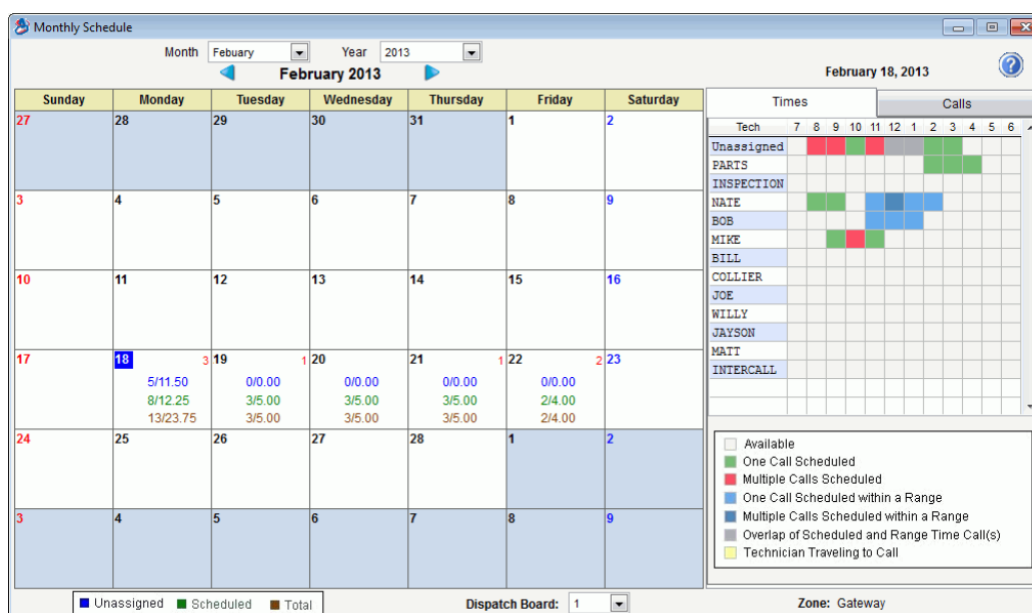 Monthly Schedule
Month Febuary Year 2013
February 2013
February 18, 2013
Sunday Monday Tuesday Wednesday Thursday Friday Saturday
27 28 29 30 31 1 2
3 4 5 6 7 8 9
10 11 12 13 14 15 16
17 18 3 19 1 20 21 1 22 2 23
5/11.50 0/0.00 0/0.00 0/0.00 0/0.00
8/12.25 3/5.00 3/5.00 3/5.00 2/4.00
13/23.75 3/5.00 3/5.00 3/5.00 2/4.00
24 25 26 27 28 1 2
3 4 5 6 7 8 9
Unassigned Scheduled Total
Dispatch Board: 1
Times Calls
Tech 7 8 9 10 11 12 1 2 3 4 5 6
Unassigned
PARTS
INSPECTION
NATE
BOB
MIKE
BILL
COLLIER
JOE
WILLY
JAYSON
MATT
INTERCALL
Available
One Call Scheduled
Multiple Calls Scheduled
One Call Scheduled within a Range
Multiple Calls Scheduled within a Range
Overlap of Scheduled and Range Time Call(s)
Technician Traveling to Call
Zone: Gateway